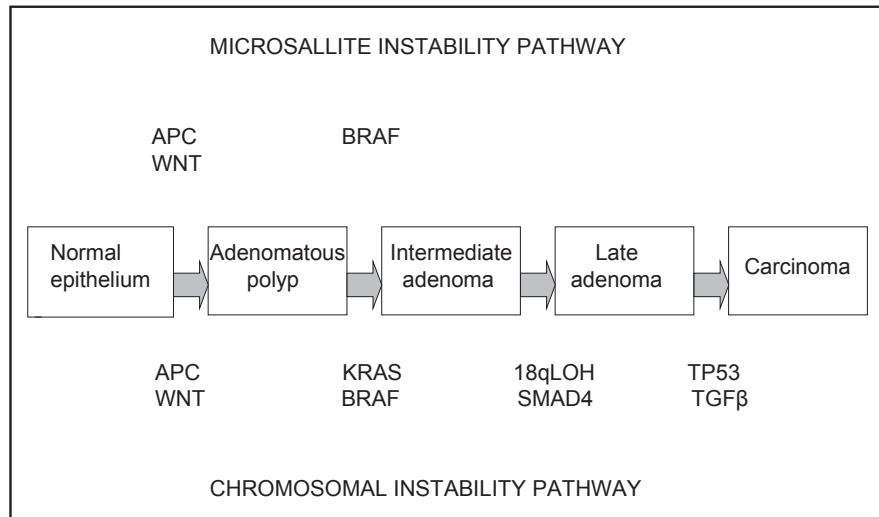 MICROSALLITE INSTABILITY PATHWAY
APC BRAF
WNT
Normal
epithelium
Adenomatous
polyp
Intermediate
adenoma
Late
adenoma
Carcinoma
APC KRAS 18qLOH TP53
WNT BRAF SMAD4 TGFβ
CHROMOSOMAL INSTABILITY PATHWAY